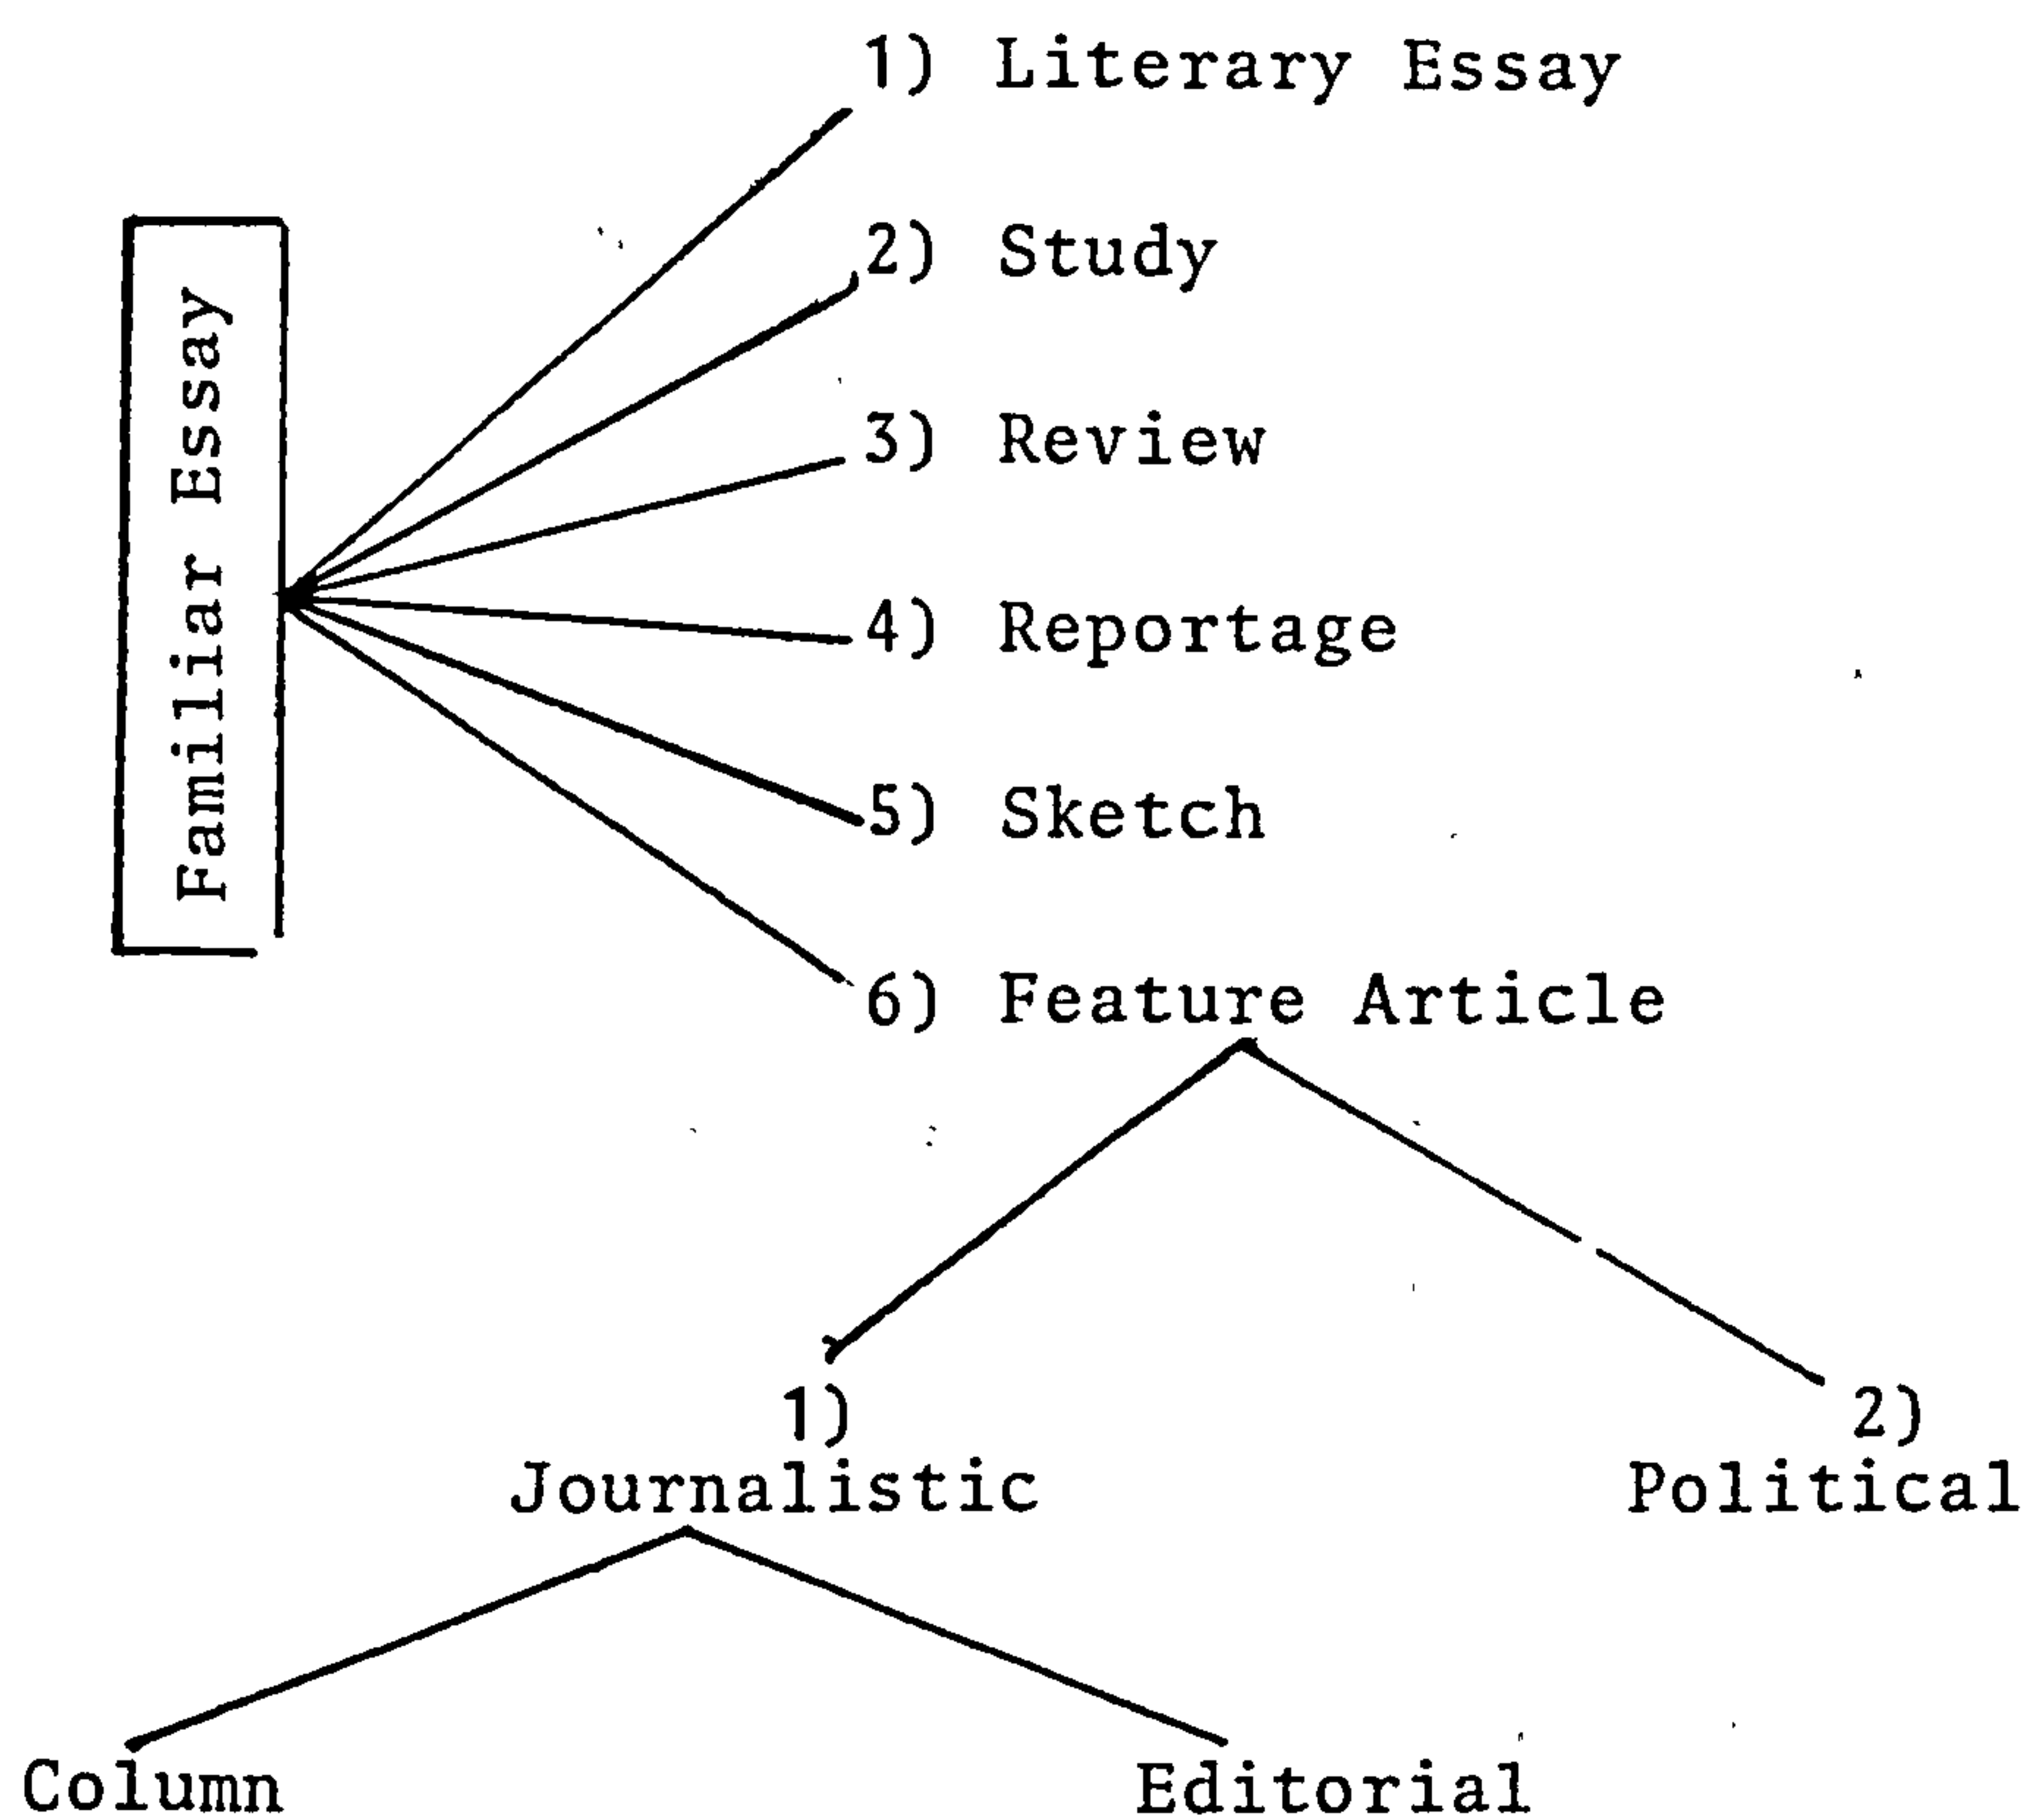 Familiar Essay
1) Literary Essay
2) Study
3) Review
4) Reportage
5) Sketch
6) Feature Article
1)
Journalistic
2)
Political
Column
Editorial